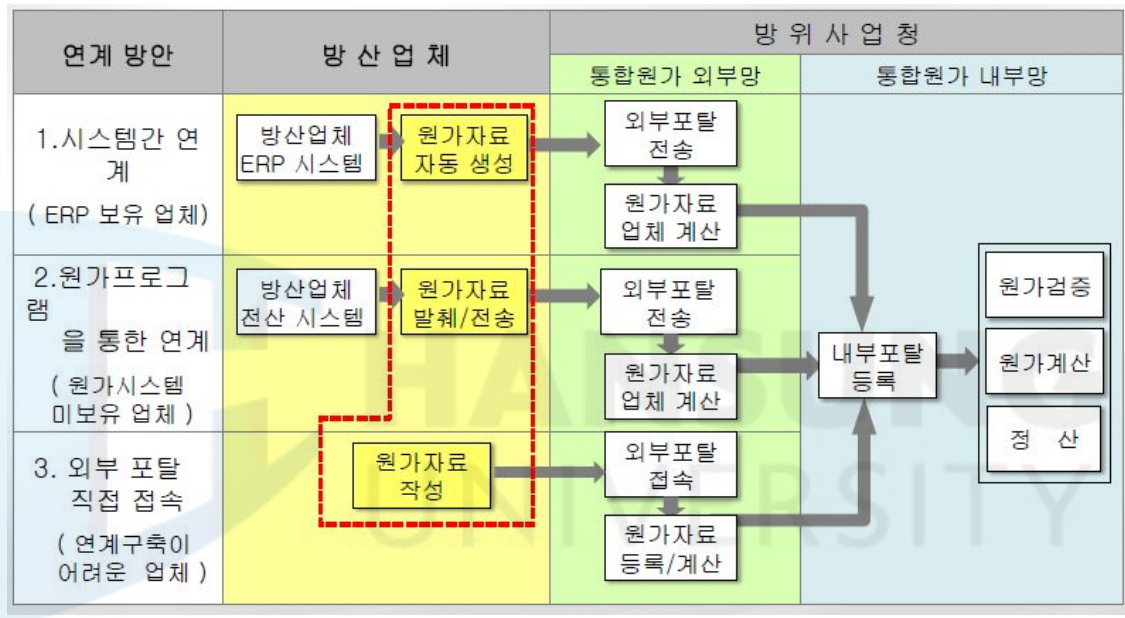 연계 방안
방 산 업 체
방 위 사 업 청
통합원가 외부망
통합원가 내부망
1.시스템간 연
계
( ERP 보유 업체)
방산업체
ERP 시스템
원가자료
자동 생성
외부포탈
전송
원가자료
업체 계산
2.원가프로그
램
을 통한 연계
( 원가시스템
미보유 업체 )
방산업체
전산 시스템
원가자료
발췌/전송
외부포탈
전송
원가자료
업체 계산
3. 외부 포탈
직접 접속
( 연계구축이
어려운 업체 )
원가자료
작성
외부포탈
접속
원가자료
등록/계산
내부포탈
등록
원가검증
원가계산
정 산
HANSUNG
UNIVERSITY